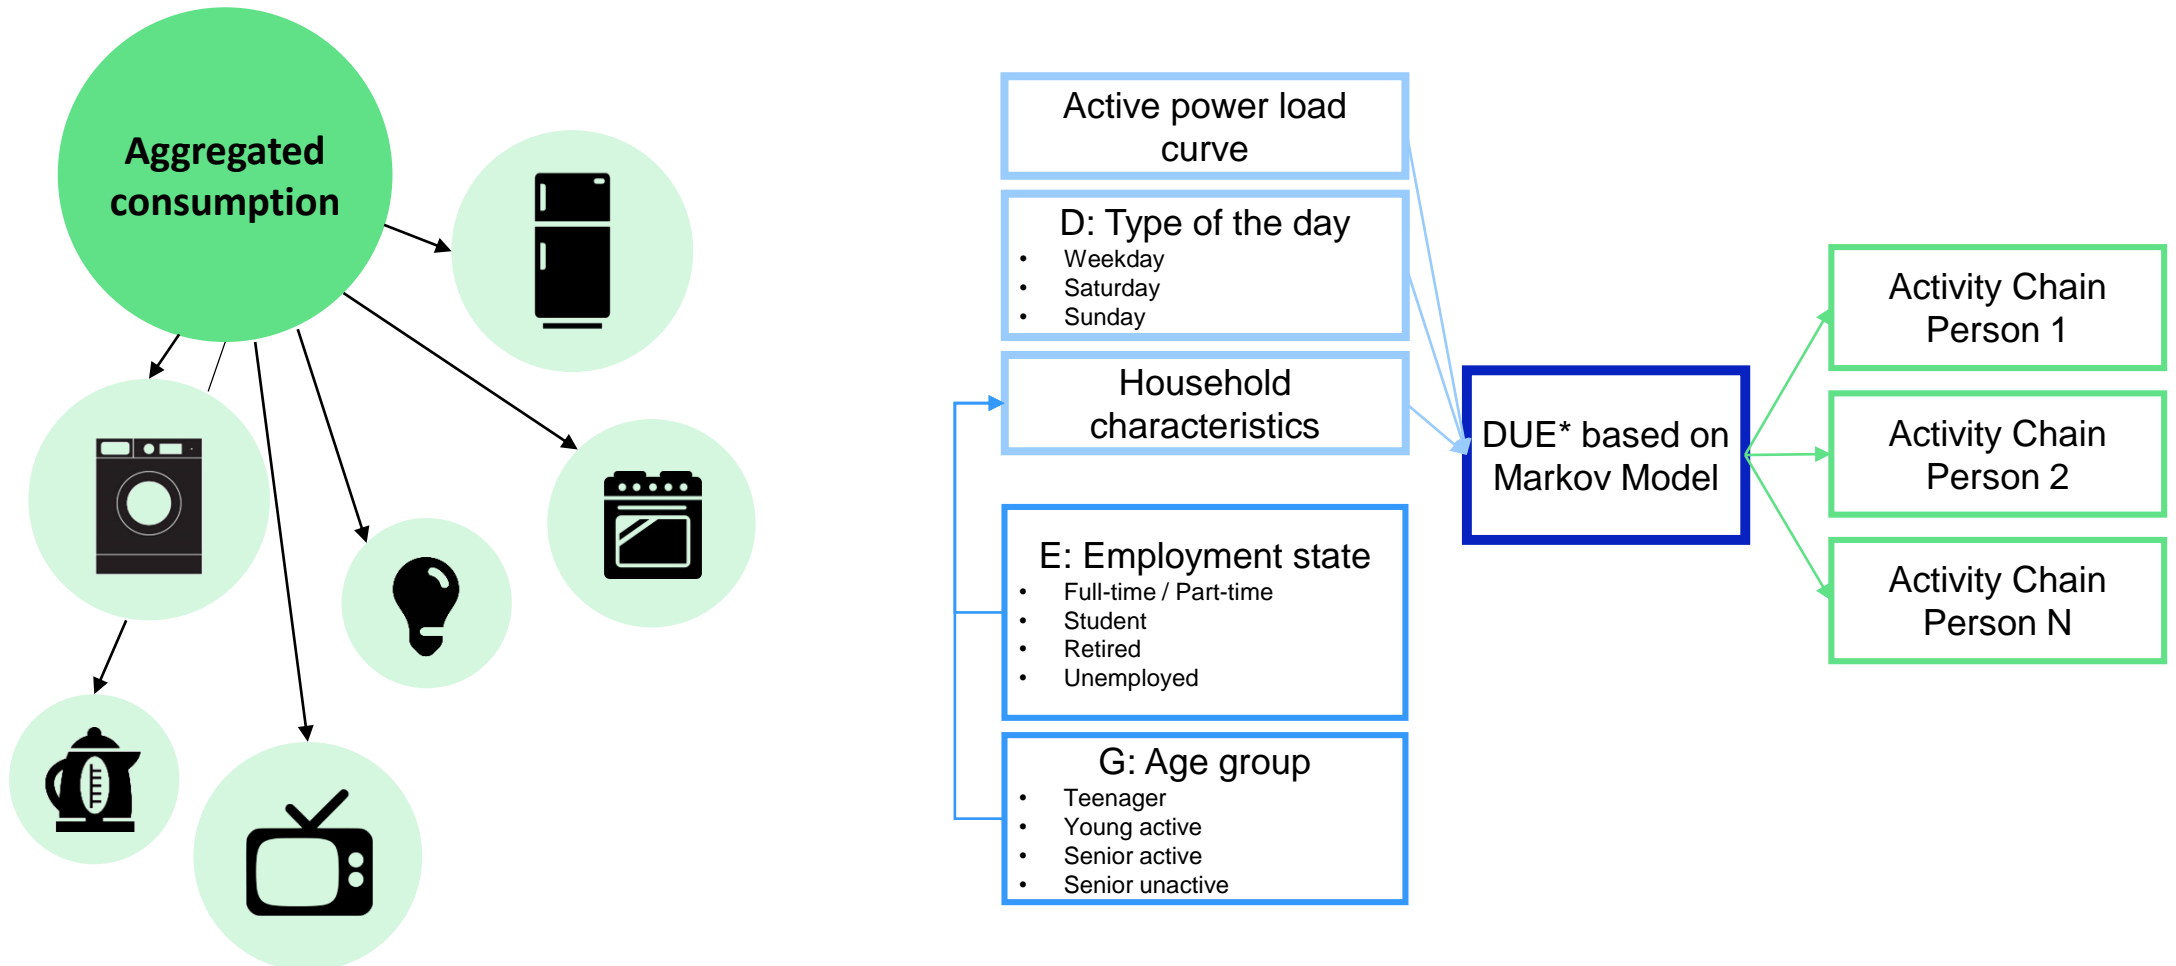 Aggregated
consumption
Active power load
curve
D: Type of the day
• Weekday
• Saturday
• Sunday
Household
characteristics
E: Employment state
• Full-time / Part-time
• Student
• Retired
• Unemployed
G: Age group
• Teenager
• Young active
• Senior active
• Senior unactive
DUE* based on
Markov Model
Activity Chain
Person 1
Activity Chain
Person 2
Activity Chain
Person N